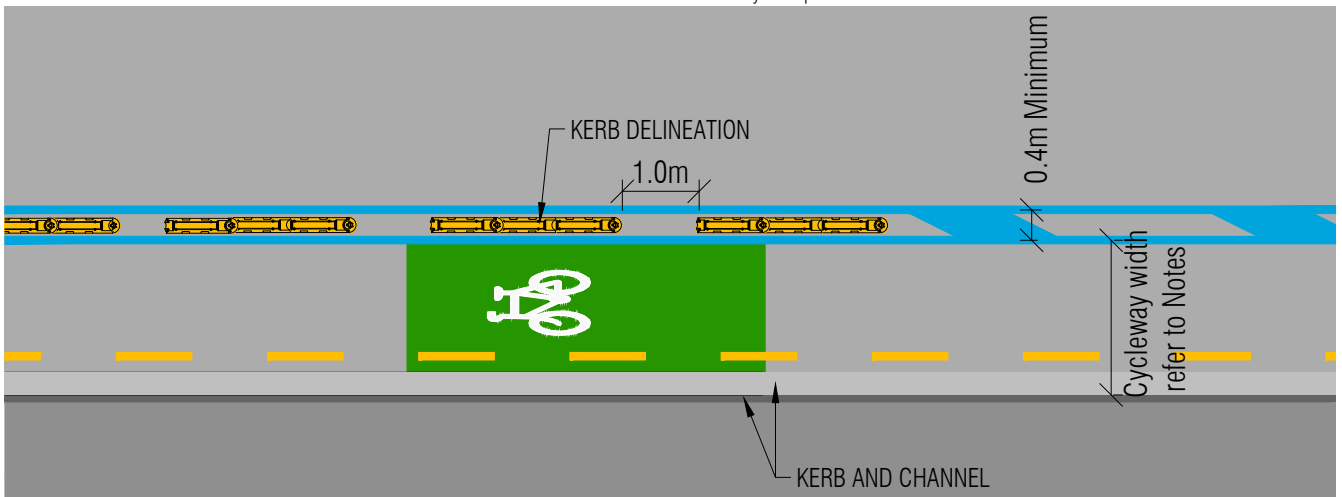 KERB DELINEATION
1.0m
0.4m Minimum
Cycleway width
refer to Notes
KERB AND CHANNEL